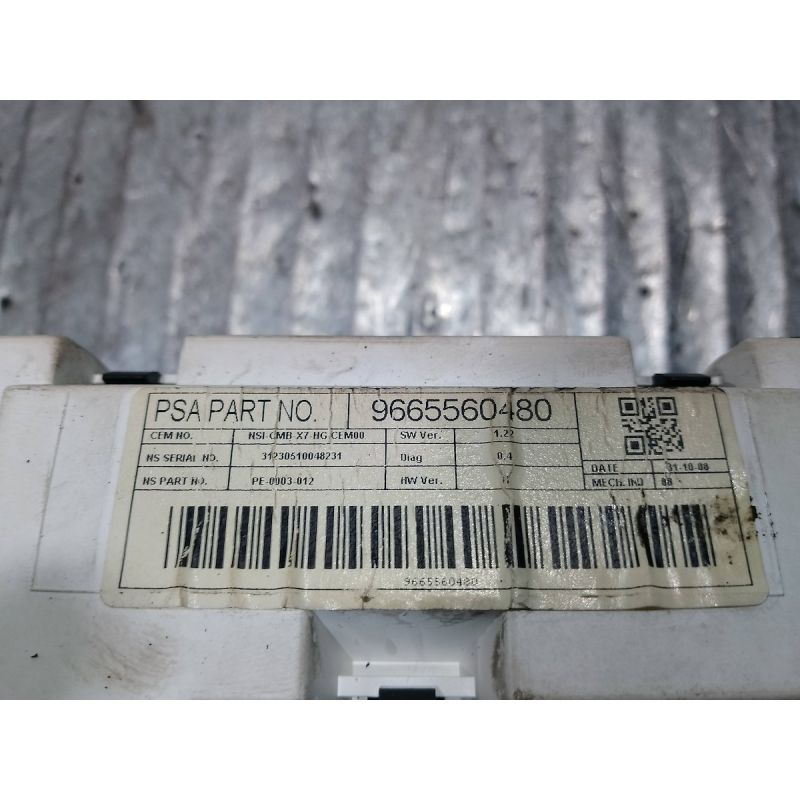 PSA PART NO. 9665560480
CEM NO. NSI-CMB-X7-HG-CEM00 SW Ver. 1.22
NS SERIAL NO. 31230510048231 Diag 0.4
NS PART NO. PE-0003-012 HW Ver.
DATE 31-10-08
MECH. IND 88
9665560480